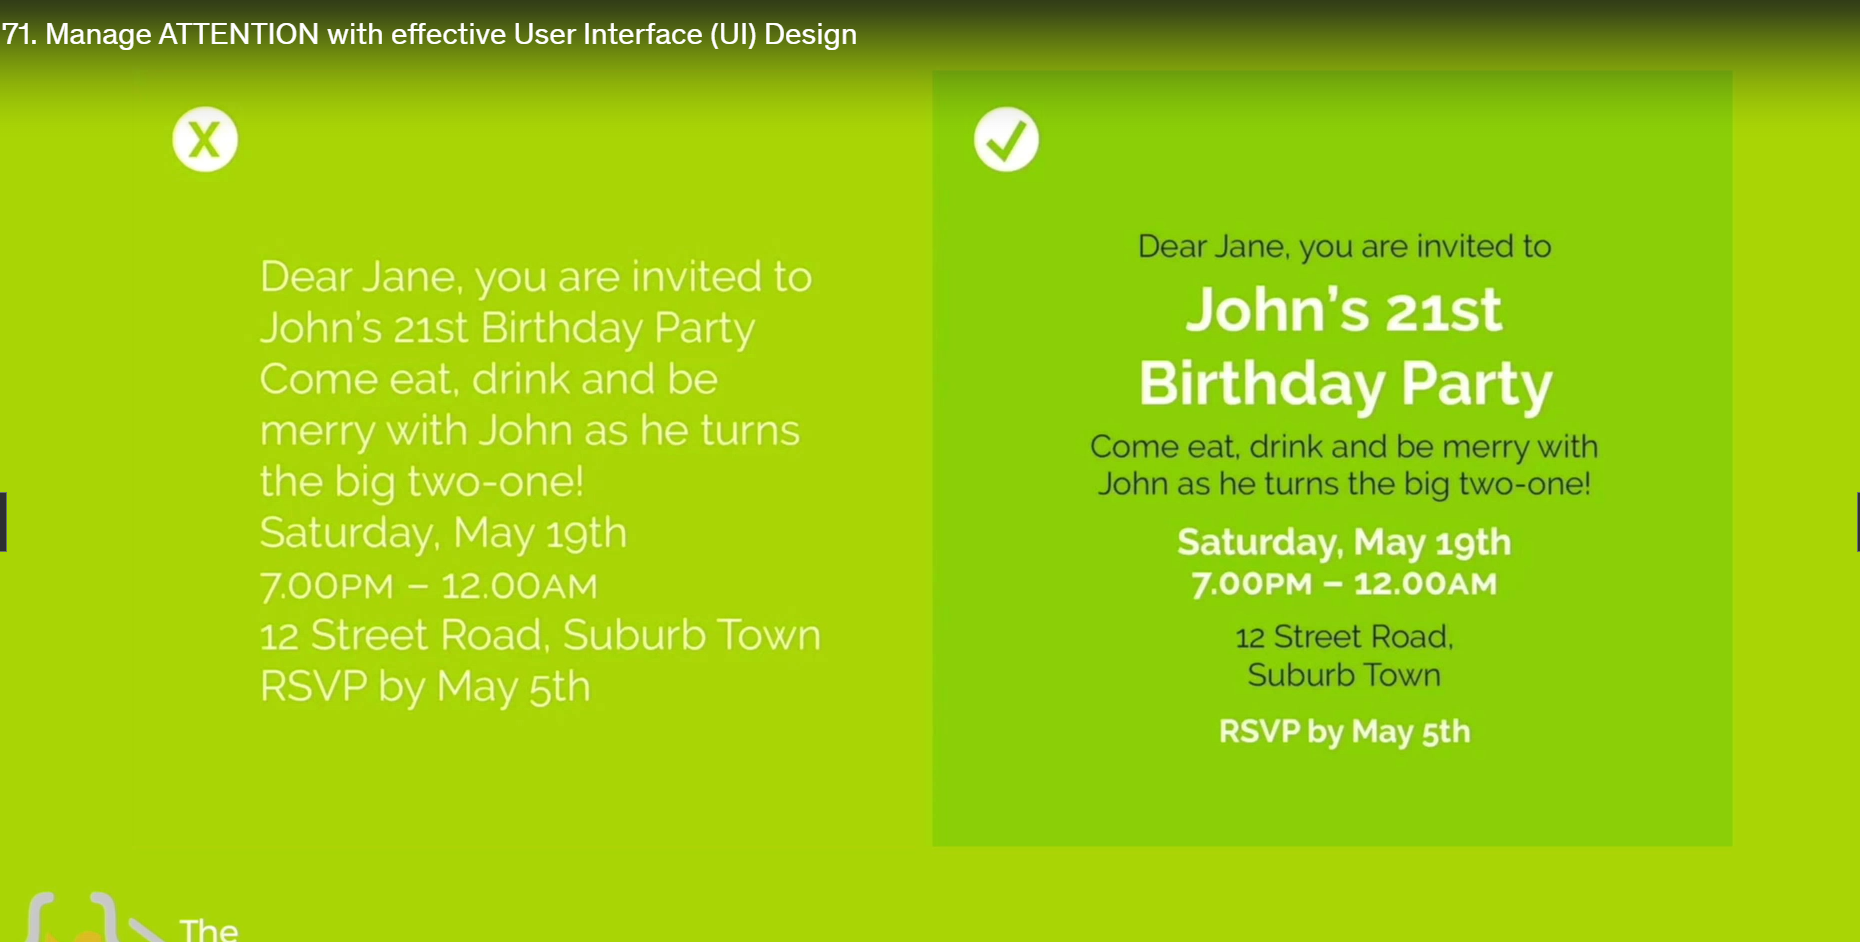 71. Manage ATTENTION with effective User Interface (UI) Design
X
Dear Jane, you are invited to
John's 21st Birthday Party
Come eat, drink and be
merry with John as he turns
the big two-one!
Saturday, May 19th
7.00PM – 12.00AM
12 Street Road, Suburb Town
RSVP by May 5th
Dear Jane, you are invited to
John's 21st
Birthday Party
Come eat, drink and be merry with
John as he turns the big two-one!
Saturday, May 19th
7.00PM – 12.00AM
12 Street Road,
Suburb Town
RSVP by May 5th
The